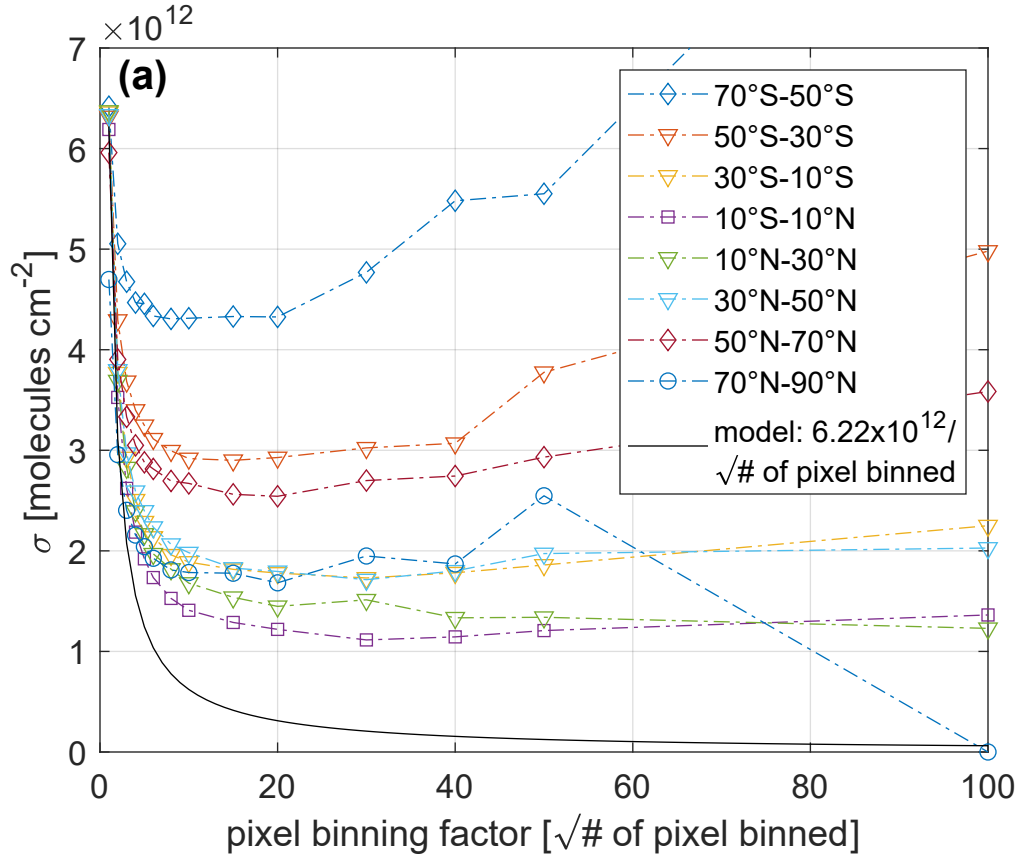 ×10^12
(a)
7
6
5
4
3
2
1
0
σ [molecules cm^-2]
70°S-50°S
50°S-30°S
30°S-10°S
10°S-10°N
10°N-30°N
30°N-50°N
50°N-70°N
70°N-90°N
model: 6.22x10^12/
√# of pixel binned
0 20 40 60 80 100
pixel binning factor [√# of pixel binned]